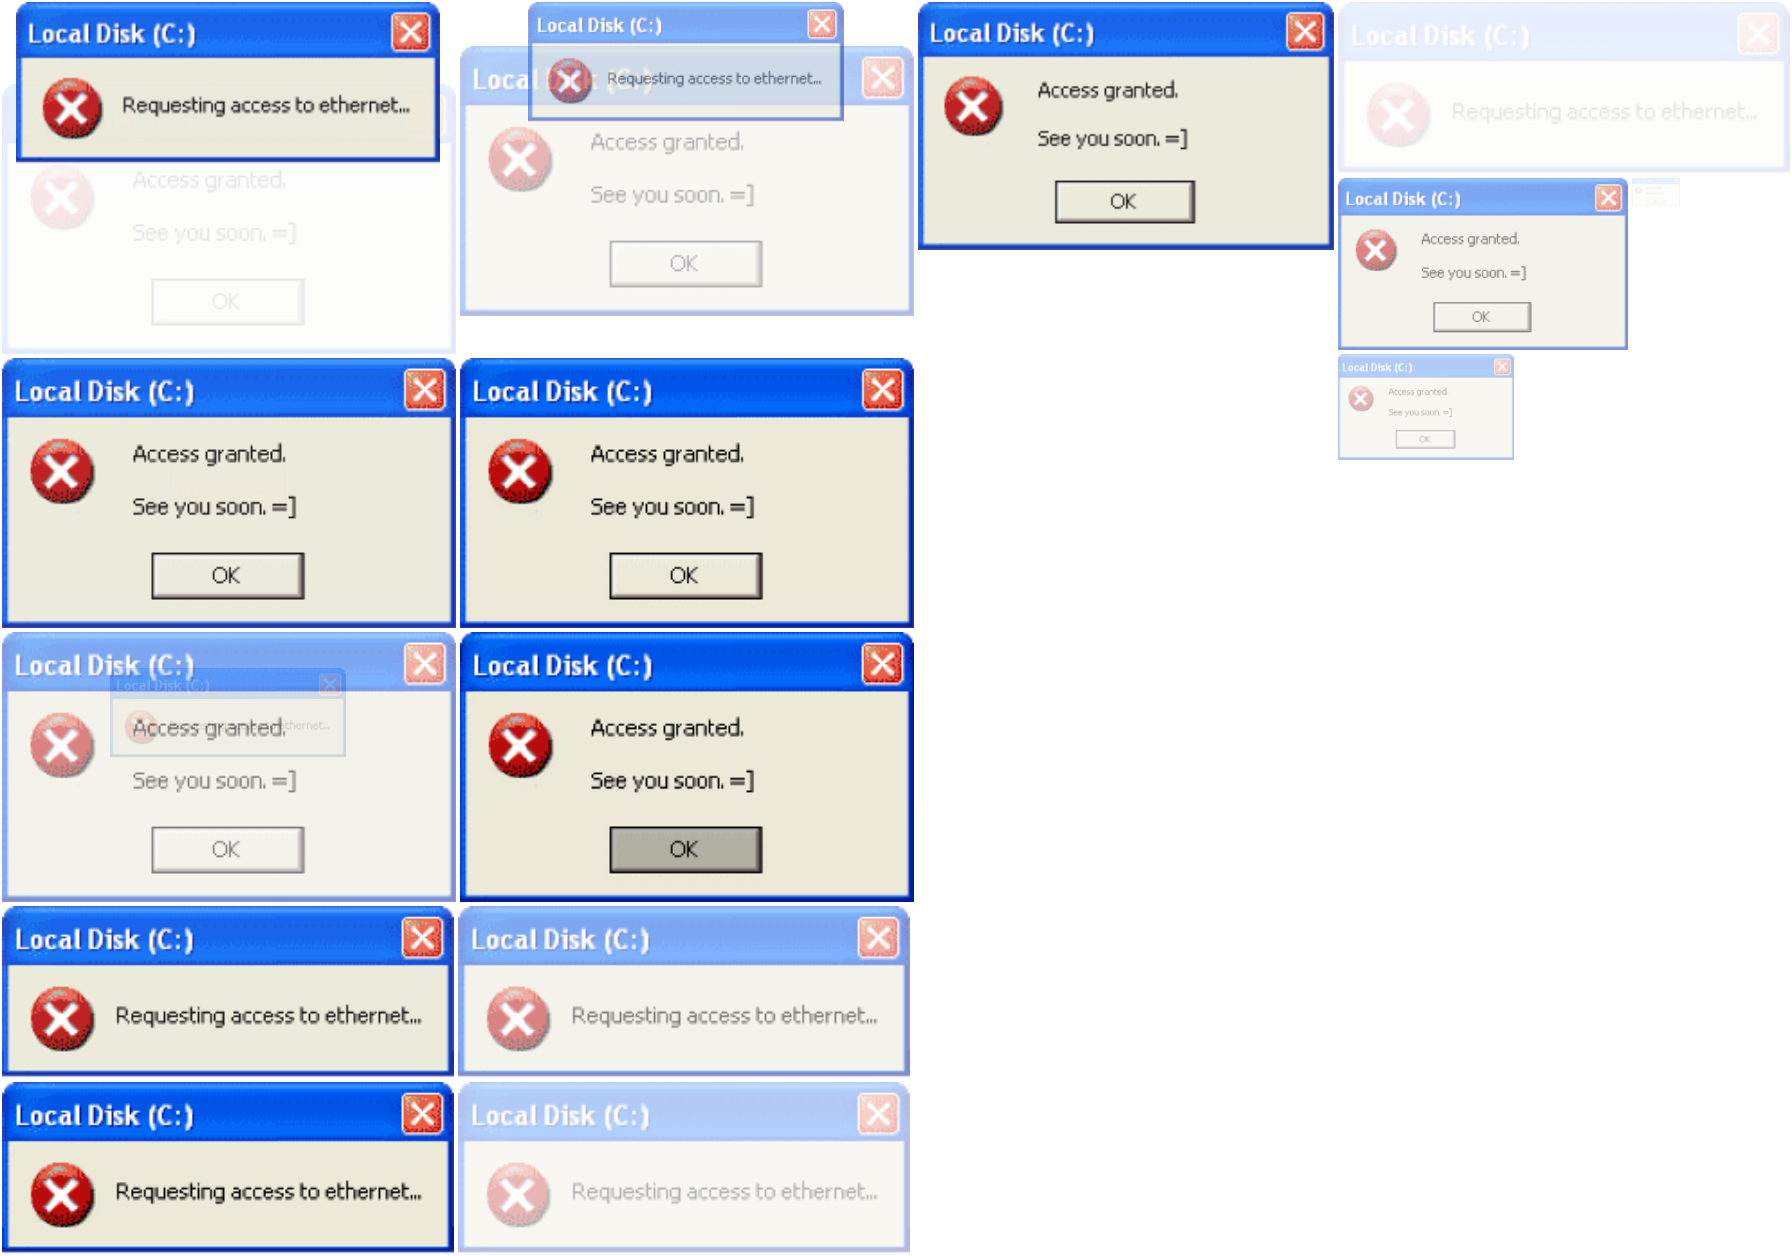 Local Disk (C:)
Requesting access to ethernet...
Access granted.
See you soon. =]
OK
Local Disk (C:)
Requesting access to ethernet...
Local
Access granted.
See you soon. =]
OK
Local Disk (C:)
Access granted.
See you soon. =]
OK
Local Disk (C:)
Requesting access to ethernet...
Local Disk (C:)
Access granted.
See you soon. =]
OK
Local Disk (C:)
Access granted.
See you soon. =]
OK
Local Disk (C:)
Access granted.
See you soon. =]
OK
Local Disk (C:)
Access granted.
See you soon. =]
OK
Local Disk (C:)
Local Disk (C:)
Access granted.
See you soon. =]
OK
Local Disk (C:)
Access granted.
See you soon. =]
OK
Local Disk (C:)
Requesting access to ethernet...
Local Disk (C:)
Requesting access to ethernet...
Local Disk (C:)
Requesting access to ethernet...
Local Disk (C:)
Requesting access to ethernet...